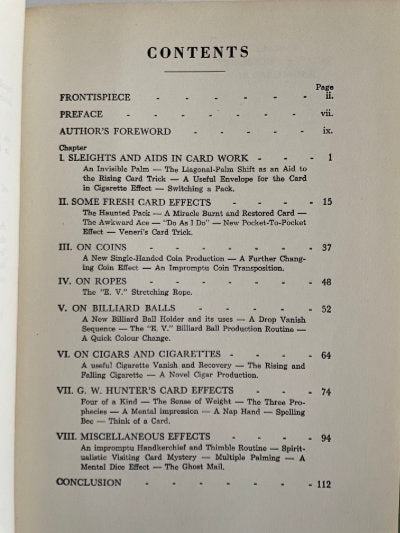 CONTENTS
Page
FRONTISPIECE - - - - - - ii.
PREFACE - - - - - - - vii.
AUTHOR'S FOREWORD - - - - - ix.
Chapter
I. SLEIGHTS AND AIDS IN CARD WORK - - - 1
An Invisible Palm — The Liagonal-Palm Shift as an Aid to
the Rising Card Trick — A Useful Envelope for the Card
in Cigarette Effect — Switching a Pack.
II. SOME FRESH CARD EFFECTS - - - - 15
The Haunted Pack — A Miracle Burnt and Restored Card —
The Awkward Ace — "Do As I Do" — New Pocket-To-Pocket
Effect — Veneri's Card Trick.
III. ON COINS - - - - - - - 37
A New Single-Handed Coin Production — A Further Chang-
ing Coin Effect — An Impromptu Coin Transposition.
IV. ON ROPES - - - - - - - 48
The "E. V." Stretching Rope.
V. ON BILLIARD BALLS - - - - - 52
A New Billiard Ball Holder and its uses — A Drop Vanish
Sequence — The "E. V." Billiard Ball Production Routine —
A Quick Colour Change.
VI. ON CIGARS AND CIGARETTES - - - - 64
A useful Cigarette Vanish and Recovery — The Rising and
Falling Cigarette — A Novel Cigar Production.
VII. G. W. HUNTER'S CARD EFFECTS - - - 74
Four of a Kind — The Sense of Weight — The Three Pro-
phecies — A Mental impression — A Nap Hand — Spelling
Bee — Think of a Card.
VIII. MISCELLANEOUS EFFECTS - - - - 94
An impromptu Handkerchief and Thimble Routine — Spirit-
ualistic Visiting Card Mystery — Multiple Palming — A
Mental Dice Effect — The Ghost Mail.
CONCLUSION - - - - - - - 112